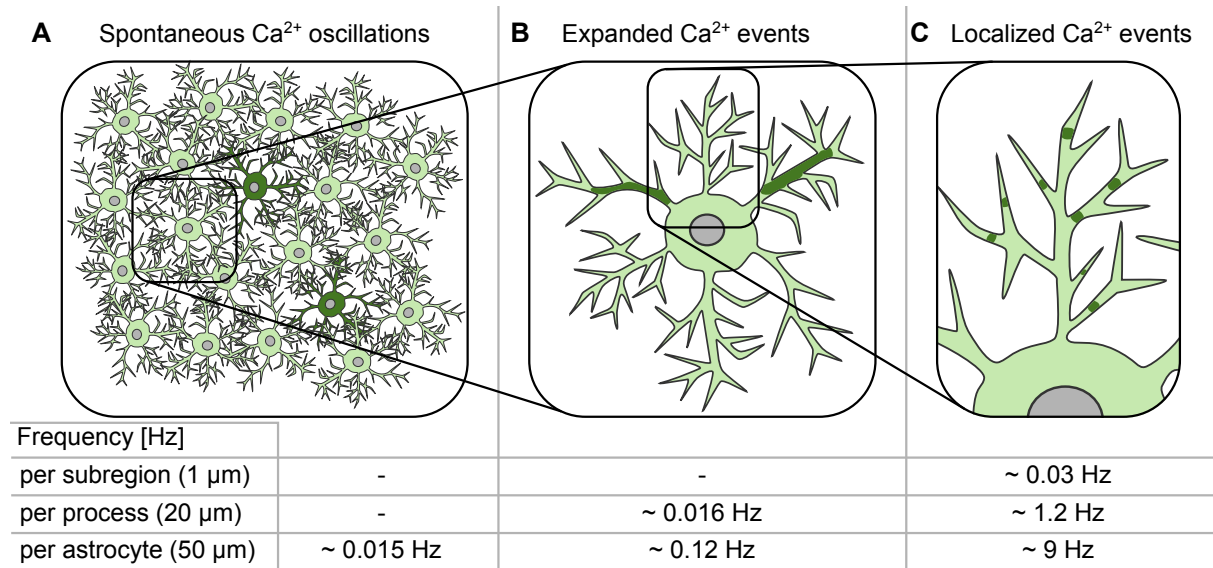 A Spontaneous Ca²⁺ oscillations B Expanded Ca²⁺ events C Localized Ca²⁺ events
Frequency [Hz]
per subregion (1 µm) - - ~ 0.03 Hz
per process (20 µm) - ~ 0.016 Hz ~ 1.2 Hz
per astrocyte (50 µm) ~ 0.015 Hz ~ 0.12 Hz ~ 9 Hz